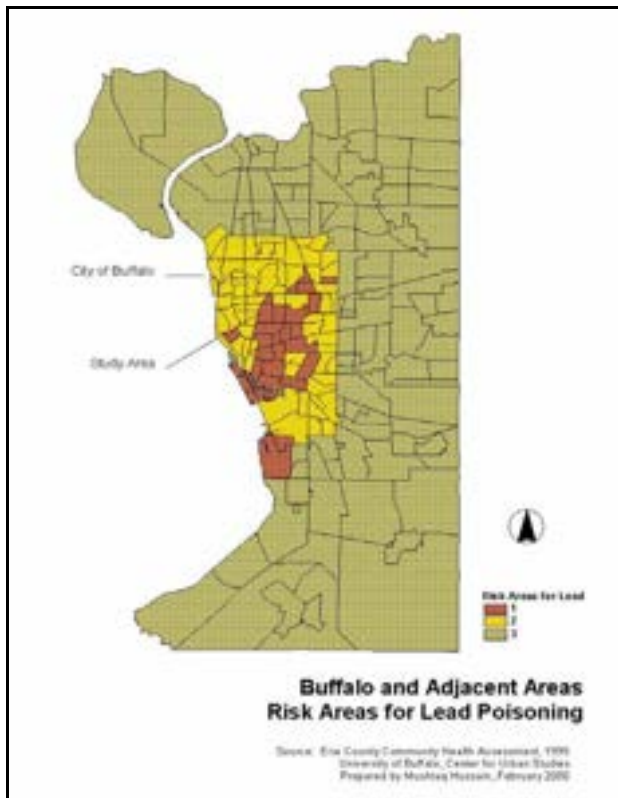 City of Buffalo
Study Area
Risk Areas for Lead
1
2
3
Buffalo and Adjacent Areas
Risk Areas for Lead Poisoning
Source: Erie County Community Health Assessment, 1999
University of Buffalo, Center for Urban Studies
Prepared by Mushtaq Hussain, February 2000